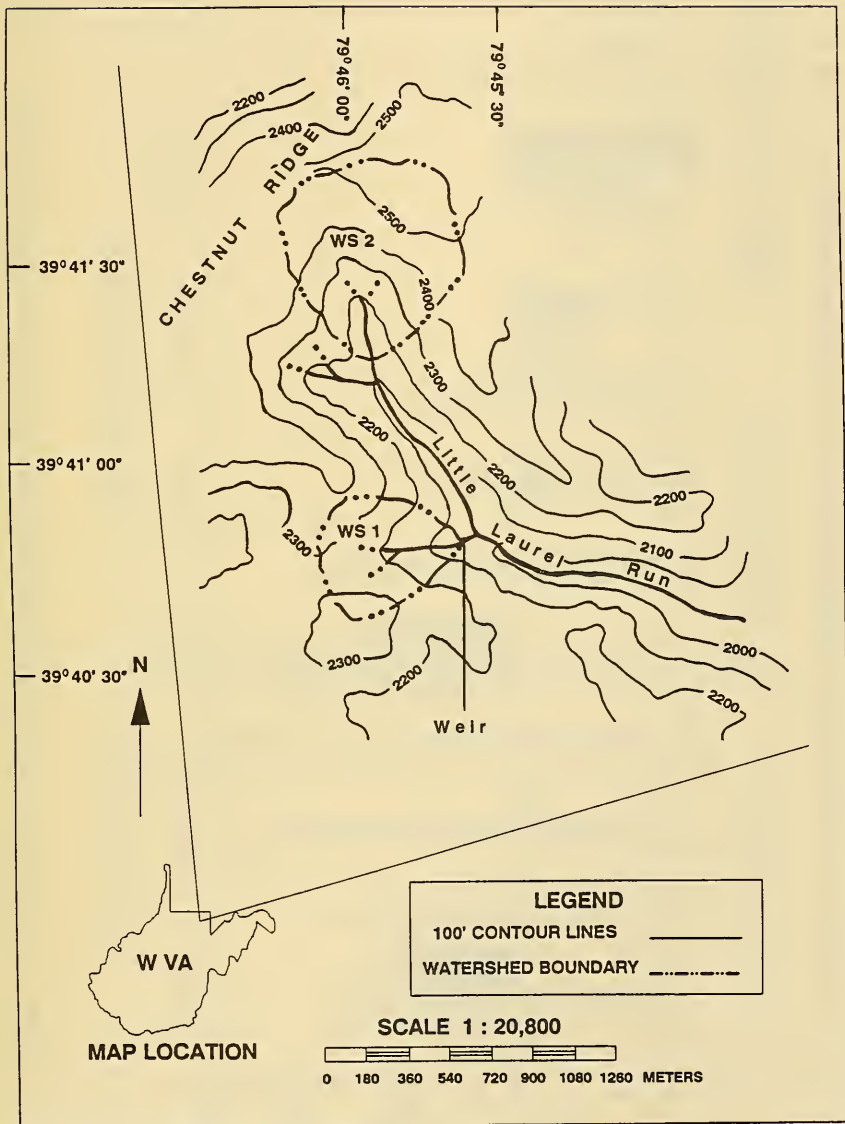 79° 46' 00"
79° 45' 30"
2200
2400
2500
CHESTNUT RIDGE
2500
WS 2
39° 41' 30"
2400
2300
2200
Little
39° 41' 00"
2200
2200
WS 1
2300
Laurel
2100
Run
2000
2300
2200
2200
39° 40' 30"
N
Weir
LEGEND
100' CONTOUR LINES
WATERSHED BOUNDARY
W VA
MAP LOCATION
SCALE 1 : 20,800
0 180 360 540 720 900 1080 1260 METERS